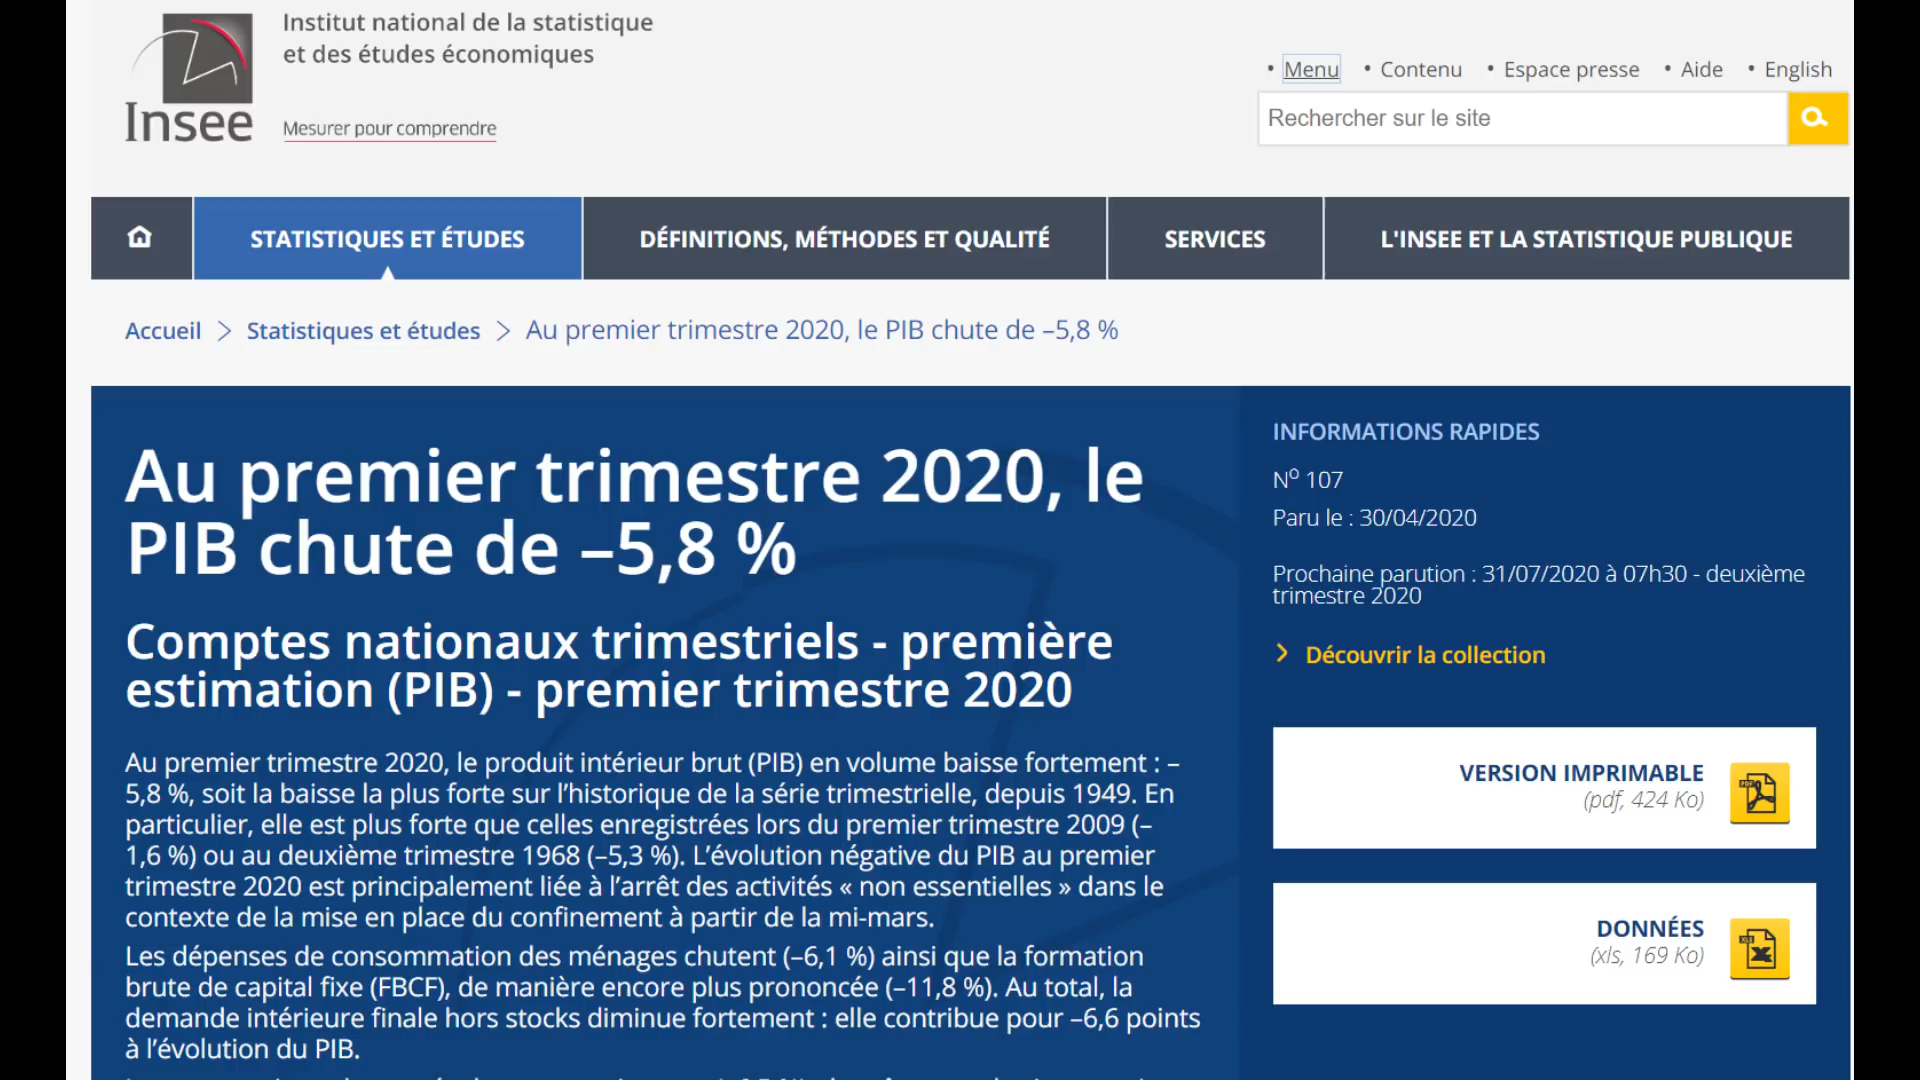 Institut national de la statistique
et des études économiques
Insee
Mesurer pour comprendre
• Menu • Contenu • Espace presse • Aide • English
Rechercher sur le site
STATISTIQUES ET ÉTUDES
DÉFINITIONS, MÉTHODES ET QUALITÉ
SERVICES
L'INSEE ET LA STATISTIQUE PUBLIQUE
Accueil > Statistiques et études > Au premier trimestre 2020, le PIB chute de –5,8 %
Au premier trimestre 2020, le
PIB chute de –5,8 %
Comptes nationaux trimestriels - première
estimation (PIB) - premier trimestre 2020
Au premier trimestre 2020, le produit intérieur brut (PIB) en volume baisse fortement : –
5,8 %, soit la baisse la plus forte sur l’historique de la série trimestrielle, depuis 1949. En
particulier, elle est plus forte que celles enregistrées lors du premier trimestre 2009 (–
1,6 %) ou au deuxième trimestre 1968 (–5,3 %). L’évolution négative du PIB au premier
trimestre 2020 est principalement liée à l’arrêt des activités « non essentielles » dans le
contexte de la mise en place du confinement à partir de la mi-mars.
Les dépenses de consommation des ménages chutent (–6,1 %) ainsi que la formation
brute de capital fixe (FBCF), de manière encore plus prononcée (–11,8 %). Au total, la
demande intérieure finale hors stocks diminue fortement : elle contribue pour –6,6 points
à l’évolution du PIB.
INFORMATIONS RAPIDES
Nº 107
Paru le : 30/04/2020
Prochaine parution : 31/07/2020 à 07h30 - deuxième
trimestre 2020
Découvrir la collection
VERSION IMPRIMABLE
(pdf, 424 Ko)
PDF
DONNÉES
(xls, 169 Ko)
XLS